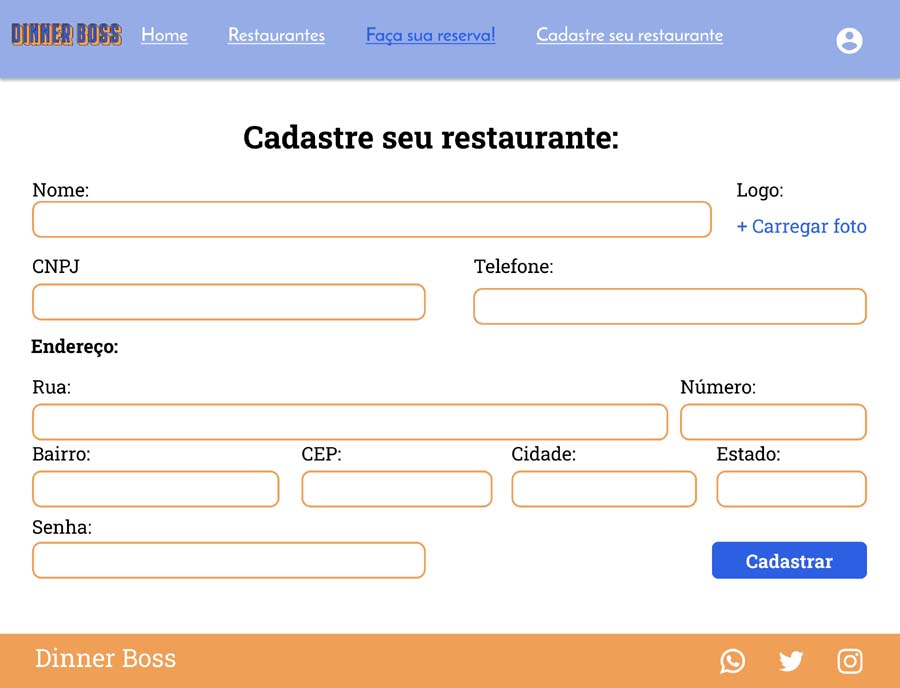 DINNER BOSS Home Restaurantes Faça sua reserva! Cadastre seu restaurante
Cadastre seu restaurante:
Nome: Logo:
+ Carregar foto
CNPJ Telefone:
Endereço:
Rua: Número:
Bairro: CEP: Cidade: Estado:
Senha:
Cadastrar
Dinner Boss